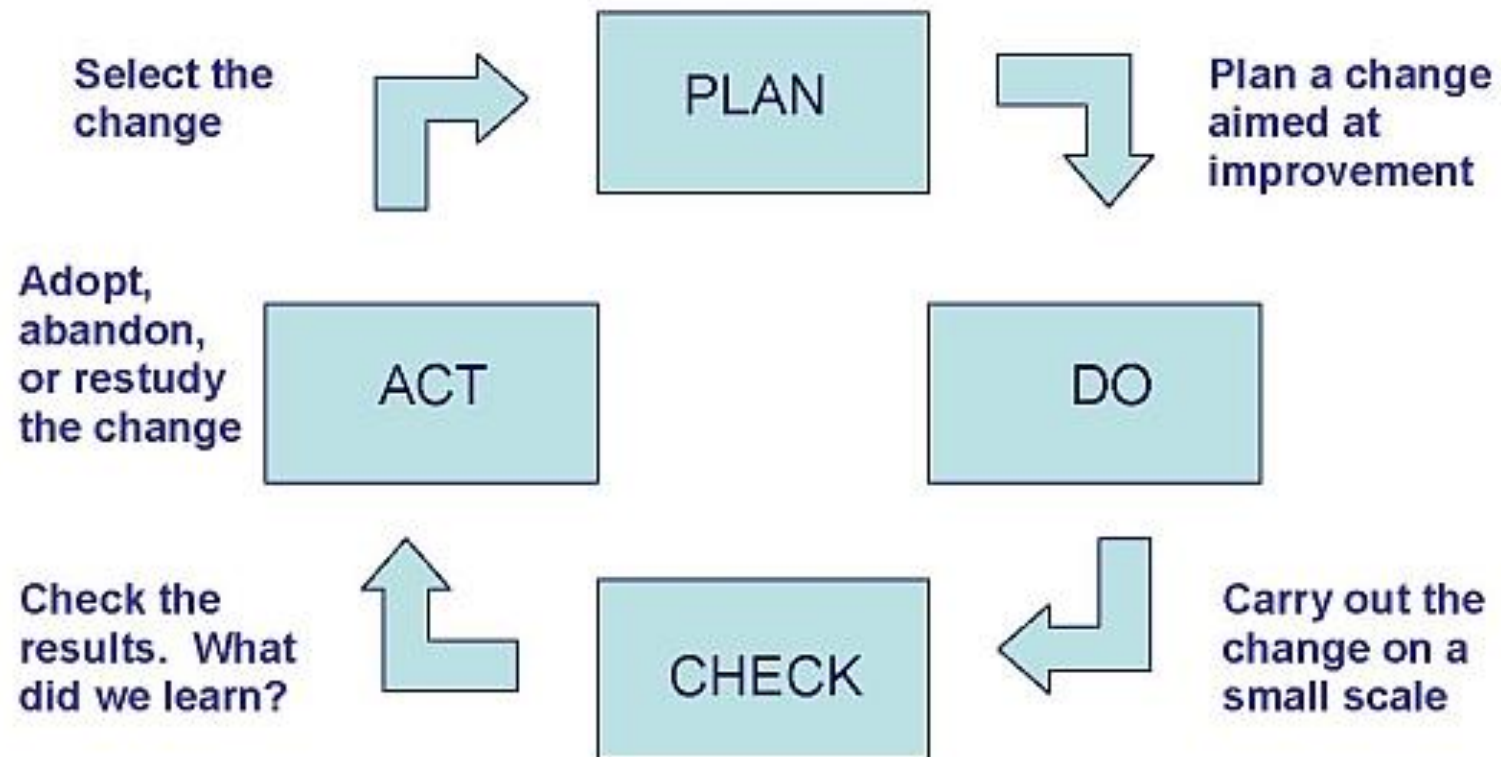 Select the
change
PLAN
Plan a change
aimed at
improvement
Adopt,
abandon,
or restudy
the change
ACT
DO
Check the
results.  What
did we learn?
CHECK
Carry out the
change on a
small scale